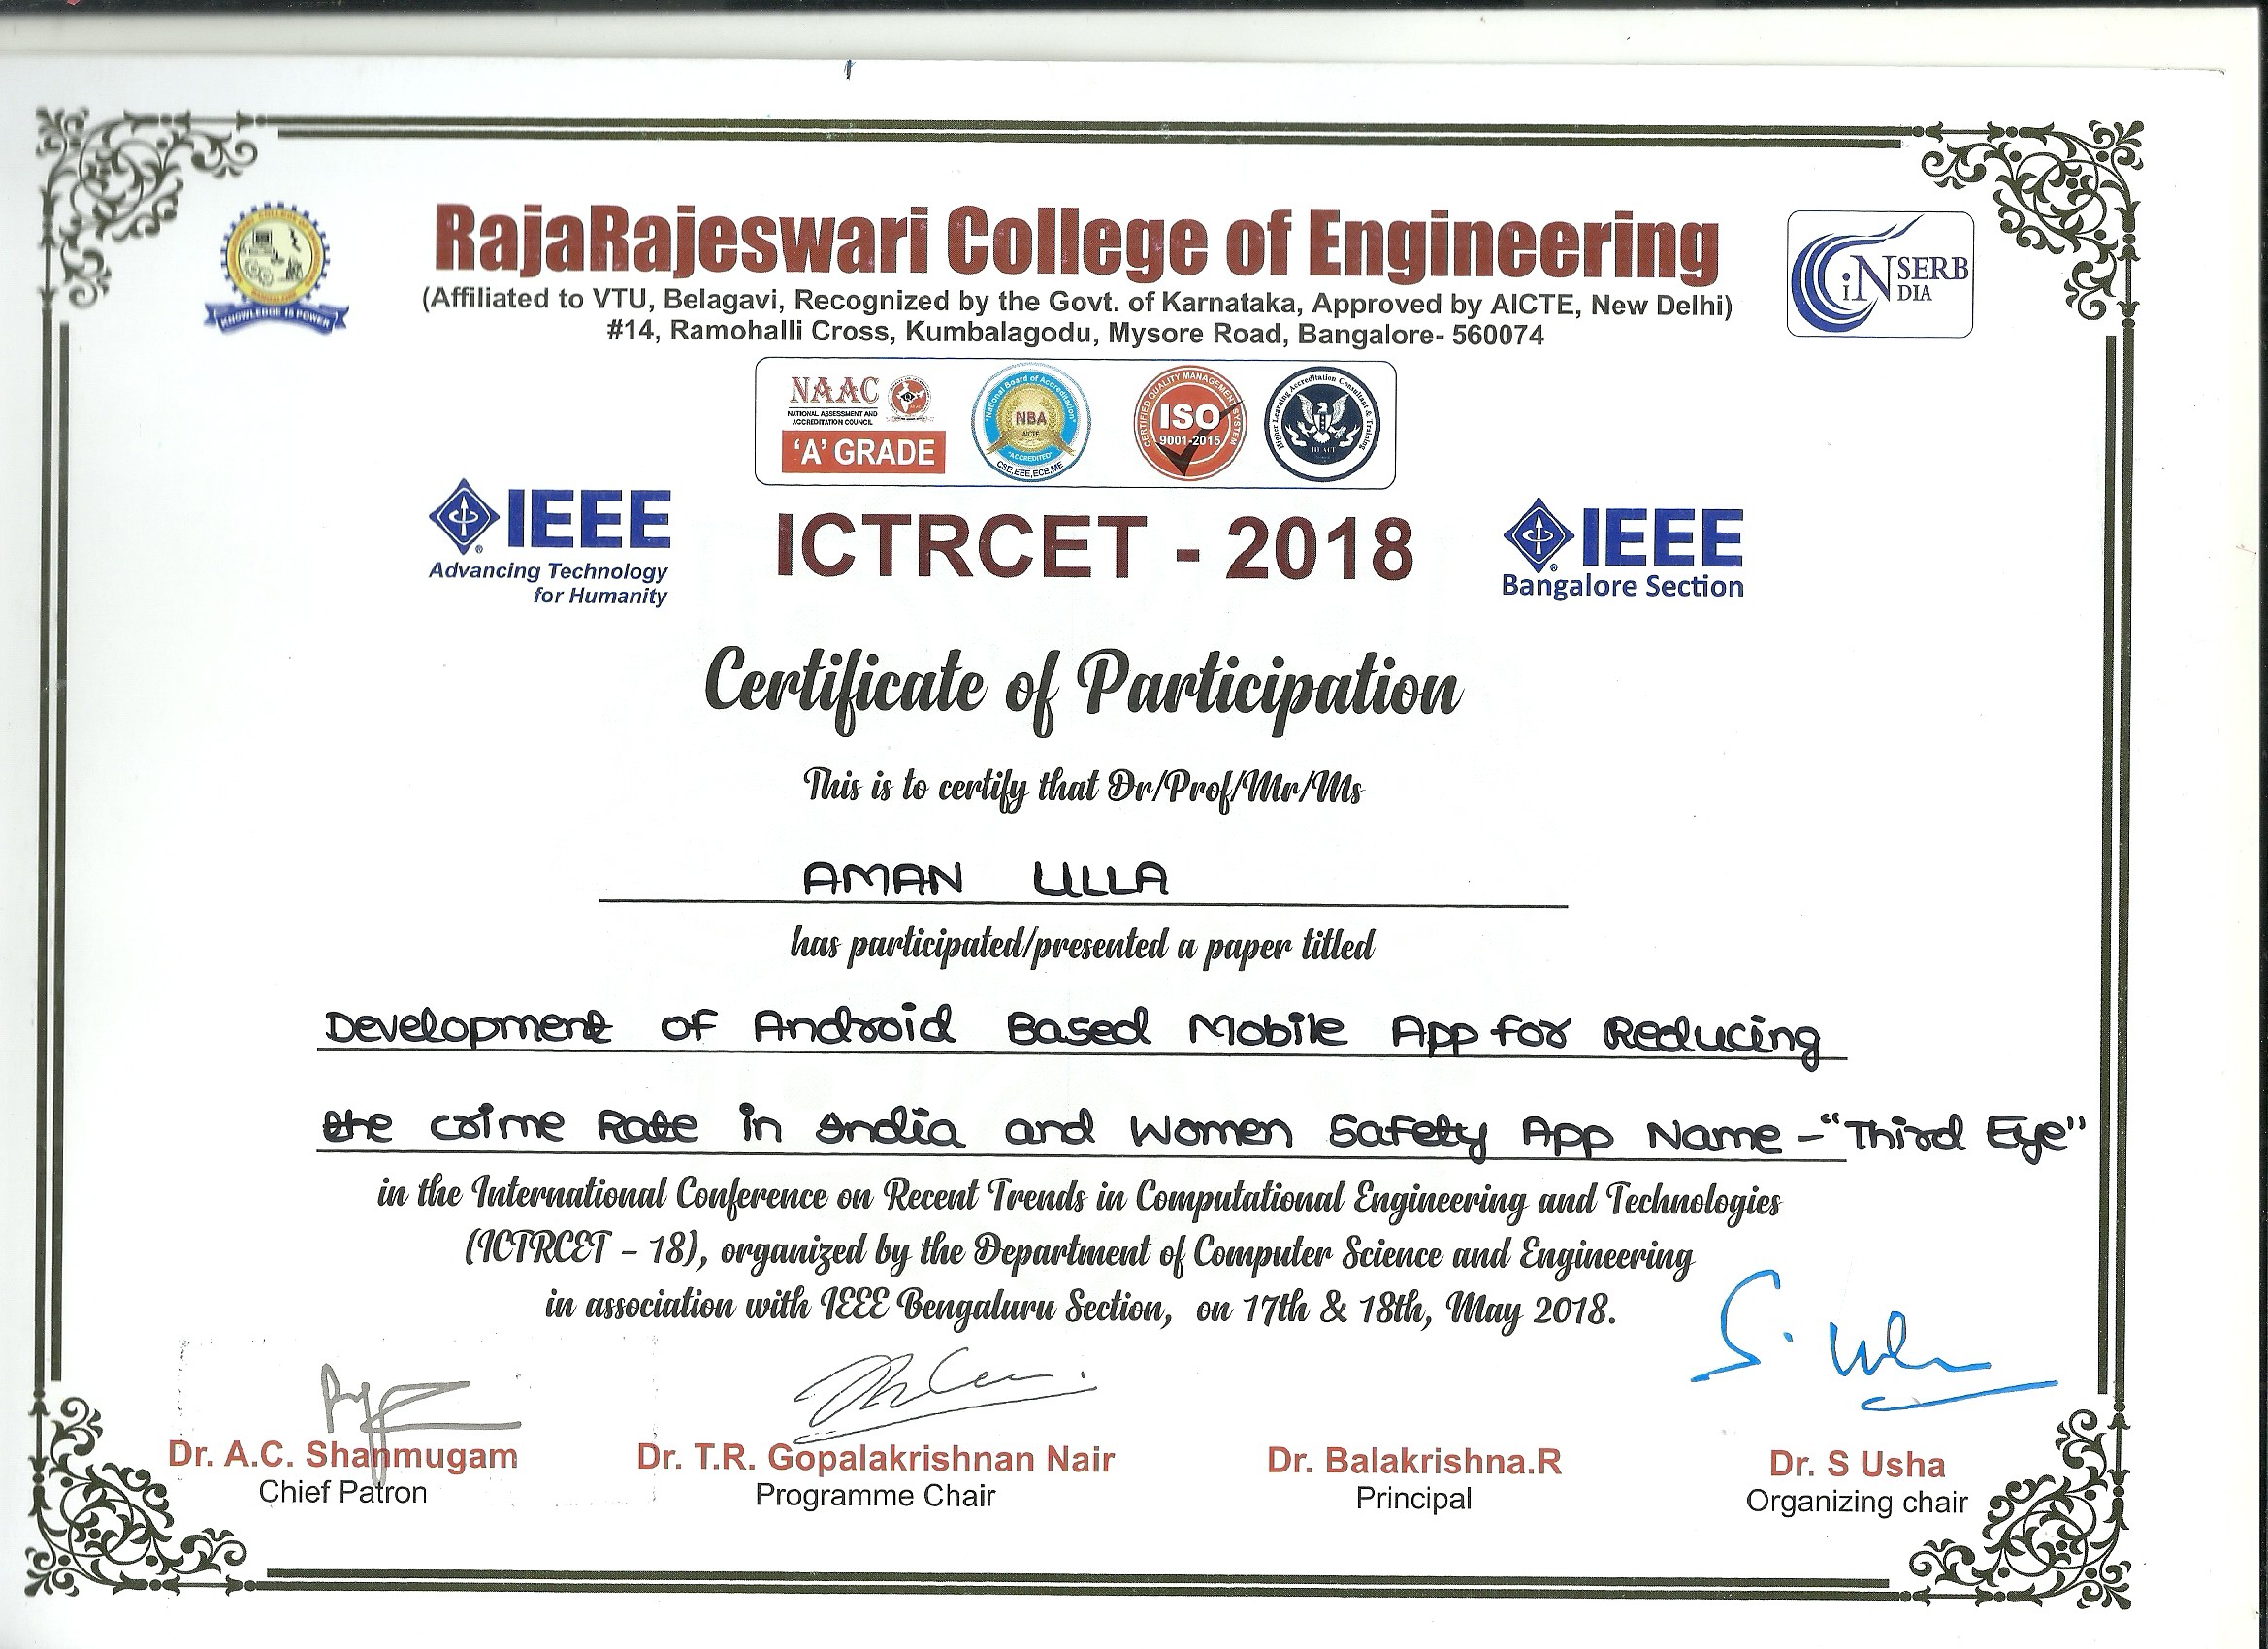 RajaRajeswari College of Engineering
(Affiliated to VTU, Belagavi, Recognized by the Govt. of Karnataka, Approved by AICTE, New Delhi)
#14, Ramohalli Cross, Kumbalagodu, Mysore Road, Bangalore- 560074
KNOWLEDGE IS POWER
iNSERB
DIA
NAAC
NATIONAL ASSESSMENT AND
ACCREDITATION COUNCIL
'A' GRADE
National Board of Accreditation
NBA
AICTE
"ACCREDITED"
CSE,EEE,ECE,ME
CERTIFIED QUALITY MANAGEMENT SYSTEM
ISO
9001-2015
Higher Learning Accreditation Consultant & Training
IEEE
Advancing Technology
for Humanity
ICTRCET - 2018
IEEE
Bangalore Section
Certificate of Participation
This is to certify that Dr/Prof/Mr/Ms
AMAN ULLA
has participated/presented a paper titled
Development of Android Based Mobile App for Reducing
the crime Rate in India and Women Safety App Name - "Third Eye"
in the International Conference on Recent Trends in Computational Engineering and Technologies
(ICTRCET - 18), organized by the Department of Computer Science and Engineering
in association with IEEE Bengaluru Section, on 17th & 18th, May 2018.
S. Usha
Dr. A.C. Shanmugam
Chief Patron
Dr. T.R. Gopalakrishnan Nair
Programme Chair
Dr. Balakrishna.R
Principal
Dr. S Usha
Organizing chair